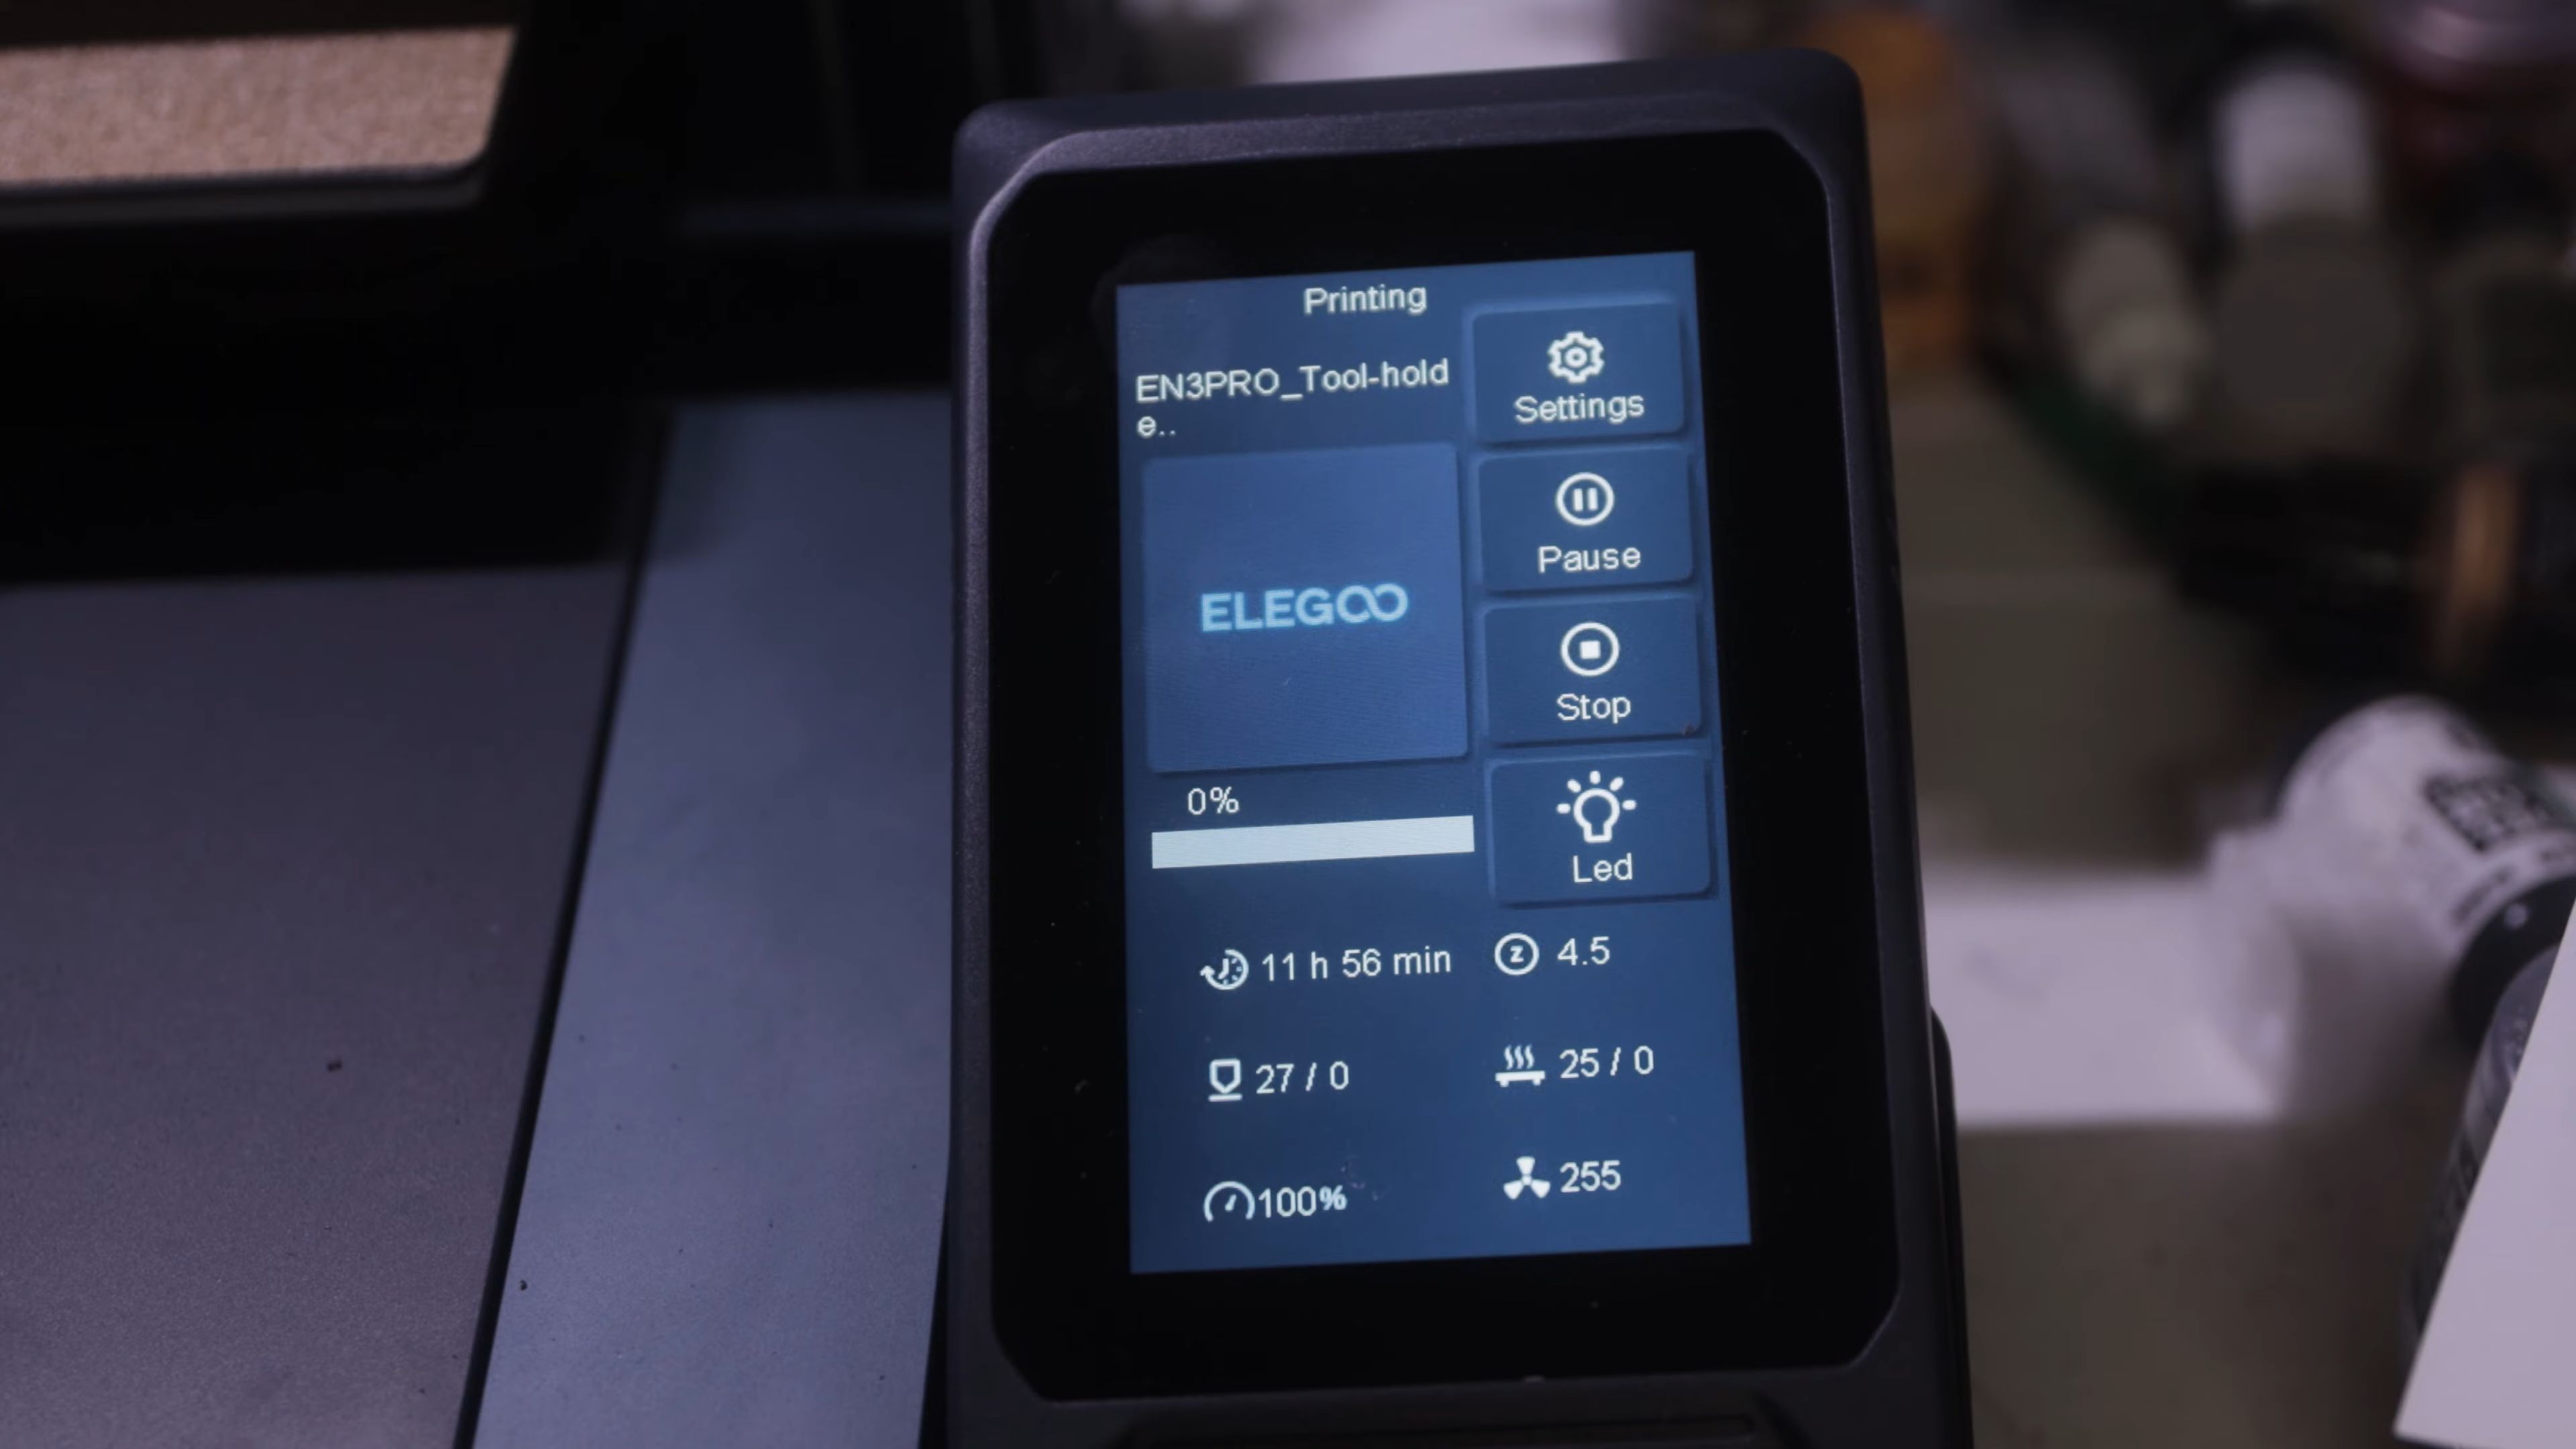 Printing
EN3PRO_Tool-hold
e..
Settings
Pause
ELEGOO
Stop
0%
Led
11 h 56 min
Z 4.5
27 / 0
25 / 0
100%
255